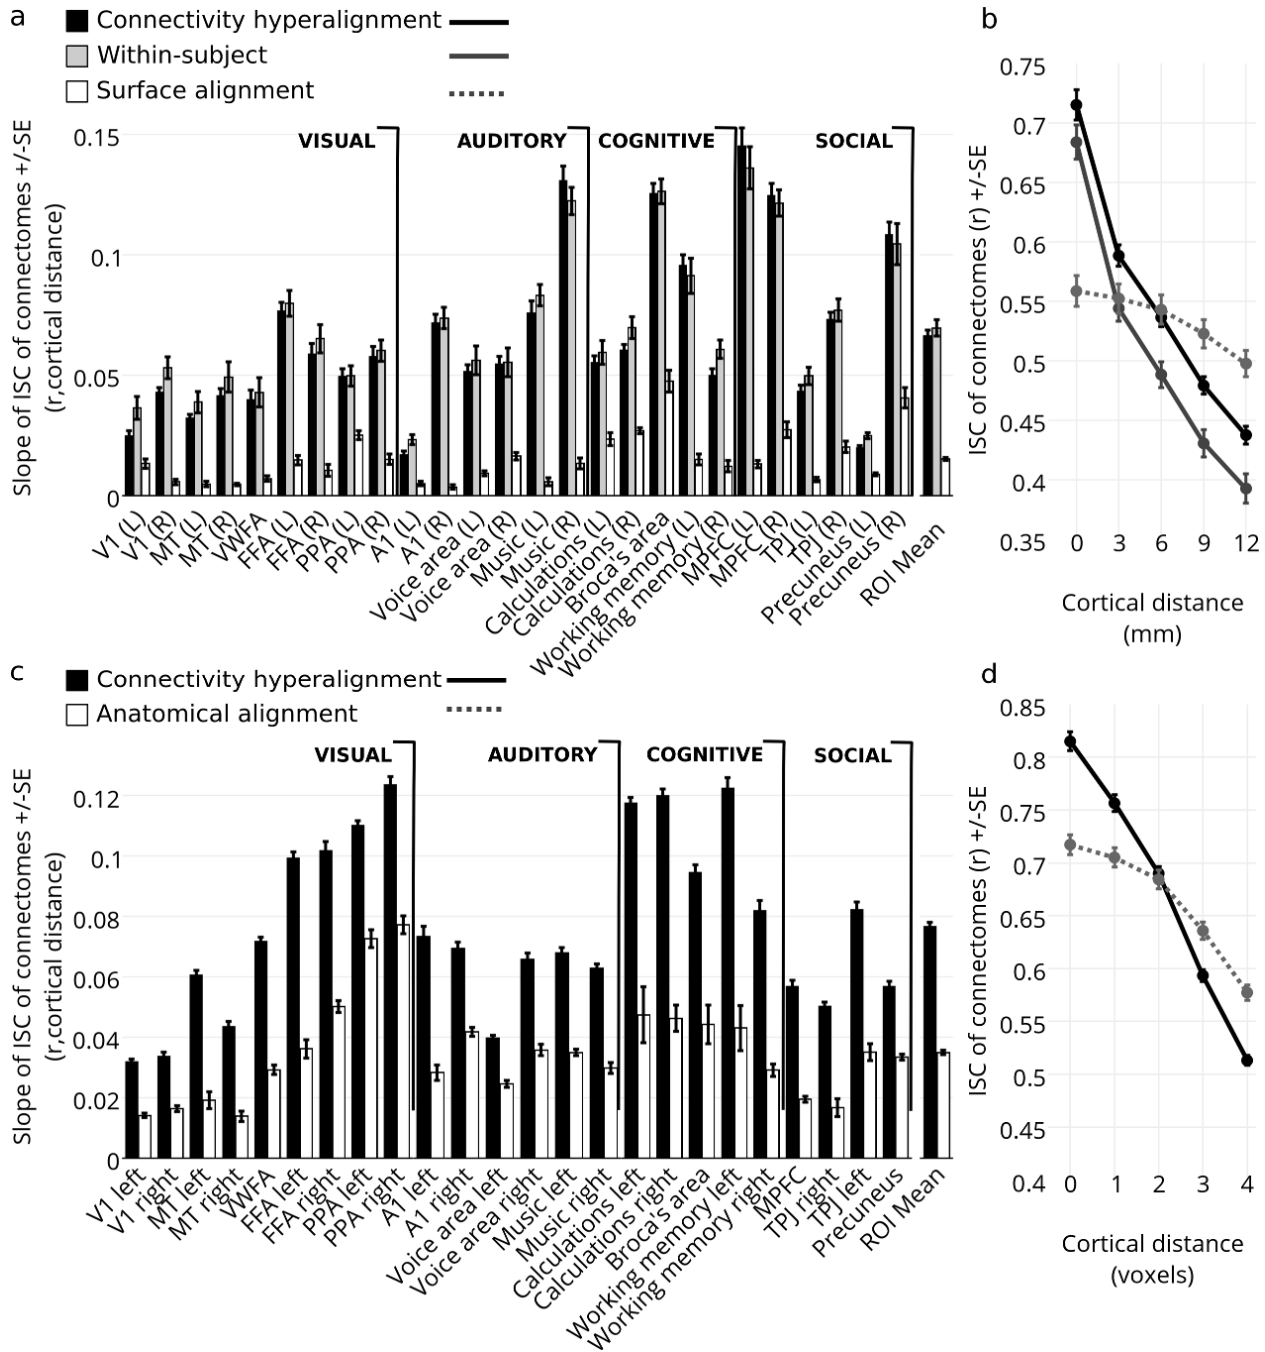 a
Connectivity hyperalignment
Within-subject
Surface alignment
Slope of ISC of connectomes +/-SE
(r,cortical distance)
0.15
0.1
0.05
0
VISUAL
AUDITORY
COGNITIVE
SOCIAL
V1 (L)
V1 (R)
MT (L)
MT (R)
VWFA
FFA (L)
FFA (R)
PPA (L)
PPA (R)
A1 (L)
A1 (R)
Voice area (L)
Voice area (R)
Music (L)
Music (R)
Calculations (L)
Calculations (R)
Broca's area
Working memory (L)
Working memory (R)
MPFC (L)
MPFC (R)
TPJ (L)
TPJ (R)
Precuneus (L)
Precuneus (R)
ROI Mean
b
ISC of connectomes (r) +/-SE
0.75
0.7
0.65
0.6
0.55
0.5
0.45
0.4
0.35
0 3 6 9 12
Cortical distance
(mm)
c
Connectivity hyperalignment
Anatomical alignment
Slope of ISC of connectomes +/-SE
(r,cortical distance)
0.12
0.1
0.08
0.06
0.04
0.02
0
VISUAL
AUDITORY
COGNITIVE
SOCIAL
V1 left
V1 right
MT left
MT right
VWFA
FFA left
FFA right
PPA left
PPA right
A1 left
A1 right
Voice area left
Voice area right
Music left
Music right
Calculations left
Calculations right
Broca's area
Working memory left
Working memory right
MPFC
TPJ right
TPJ left
Precuneus
ROI Mean
d
ISC of connectomes (r) +/-SE
0.85
0.8
0.75
0.7
0.65
0.6
0.55
0.5
0.45
0.4
0 1 2 3 4
Cortical distance
(voxels)